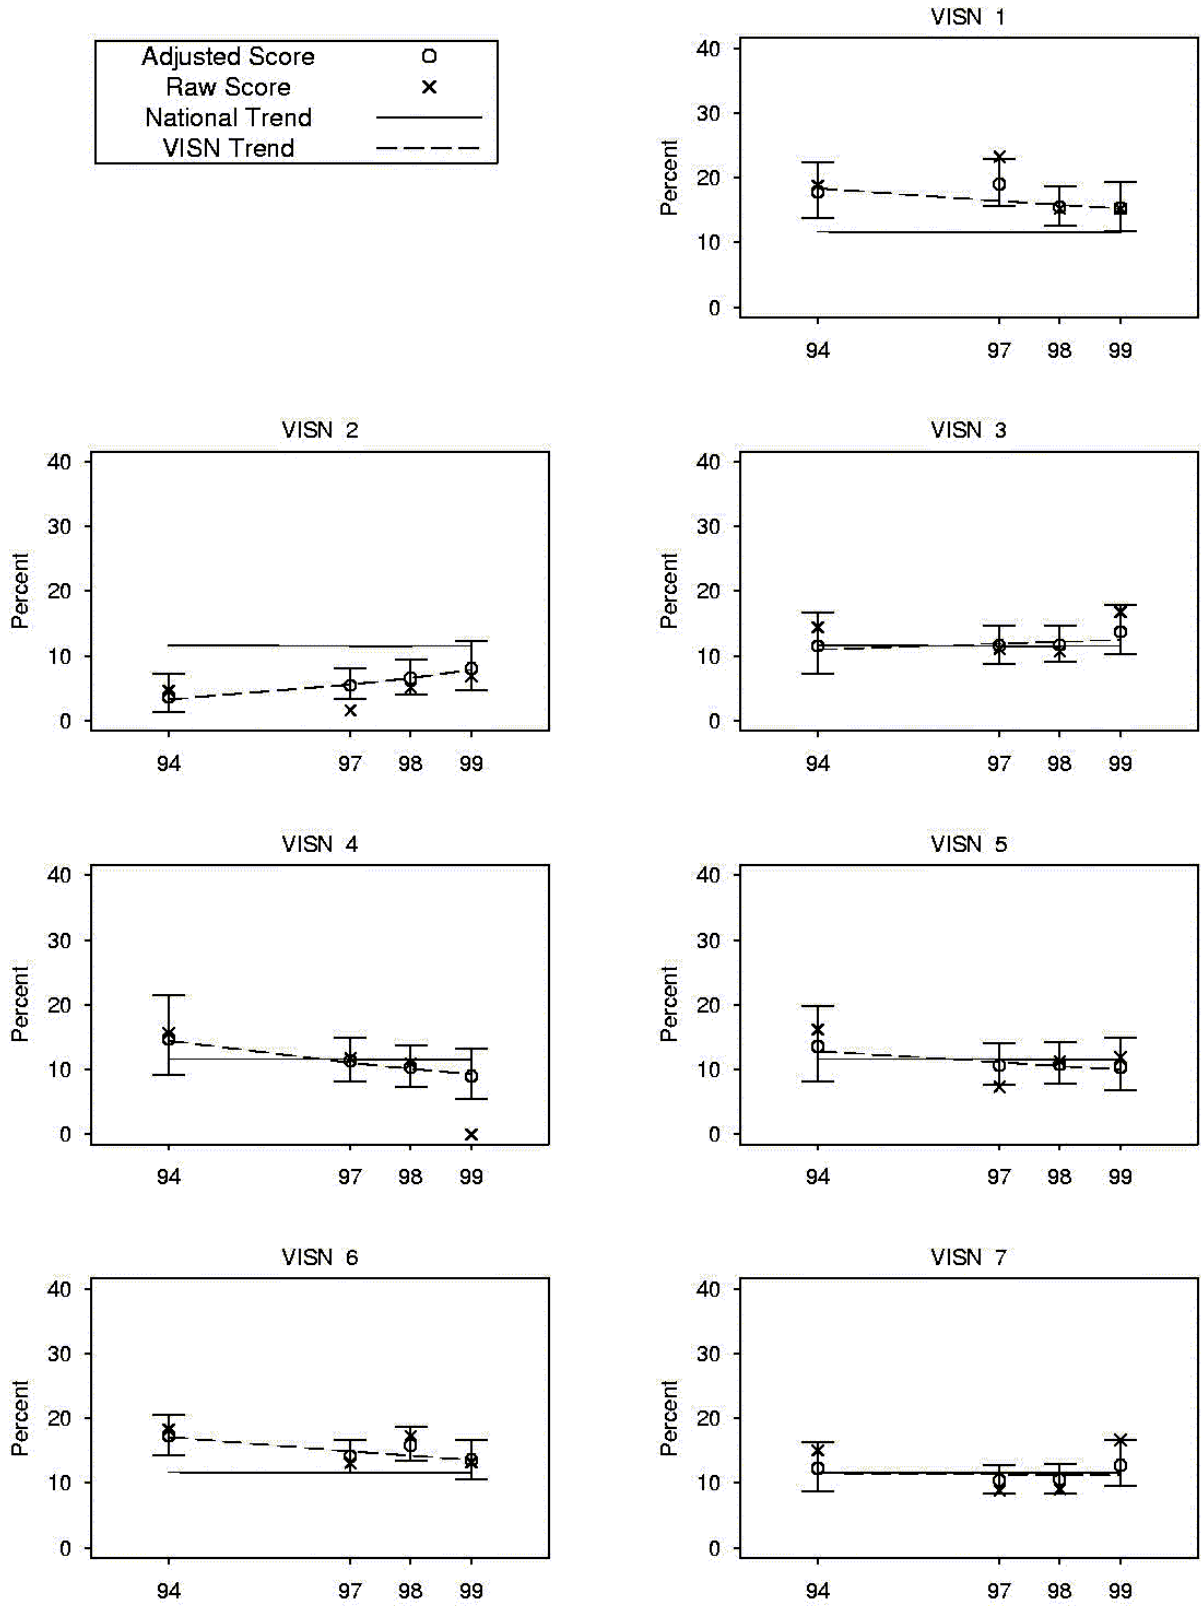 VISN 1
Adjusted Score
Raw Score
National Trend
VISN Trend
Percent
40
30
20
10
0
94 97 98 99
VISN 2
Percent
40
30
20
10
0
94 97 98 99
VISN 3
Percent
40
30
20
10
0
94 97 98 99
VISN 4
Percent
40
30
20
10
0
94 97 98 99
VISN 5
Percent
40
30
20
10
0
94 97 98 99
VISN 6
Percent
40
30
20
10
0
94 97 98 99
VISN 7
Percent
40
30
20
10
0
94 97 98 99